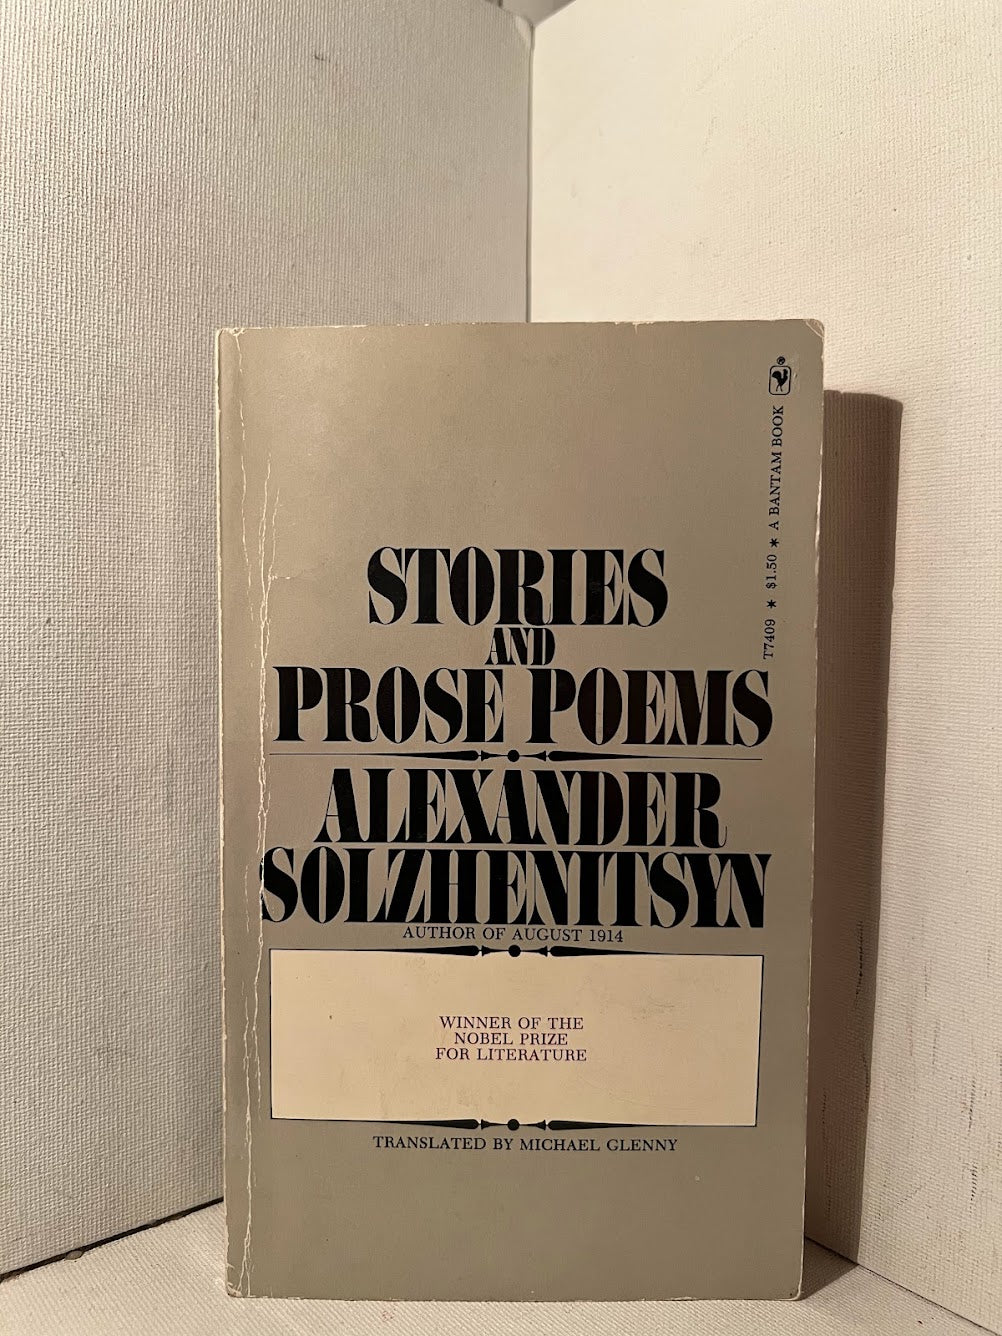 STORIES
AND
PROSE POEMS
ALEXANDER
SOLZHENITSYN
AUTHOR OF AUGUST 1914
WINNER OF THE
NOBEL PRIZE
FOR LITERATURE
TRANSLATED BY MICHAEL GLENNY
T7409 * $1.50 * A BANTAM BOOK ®